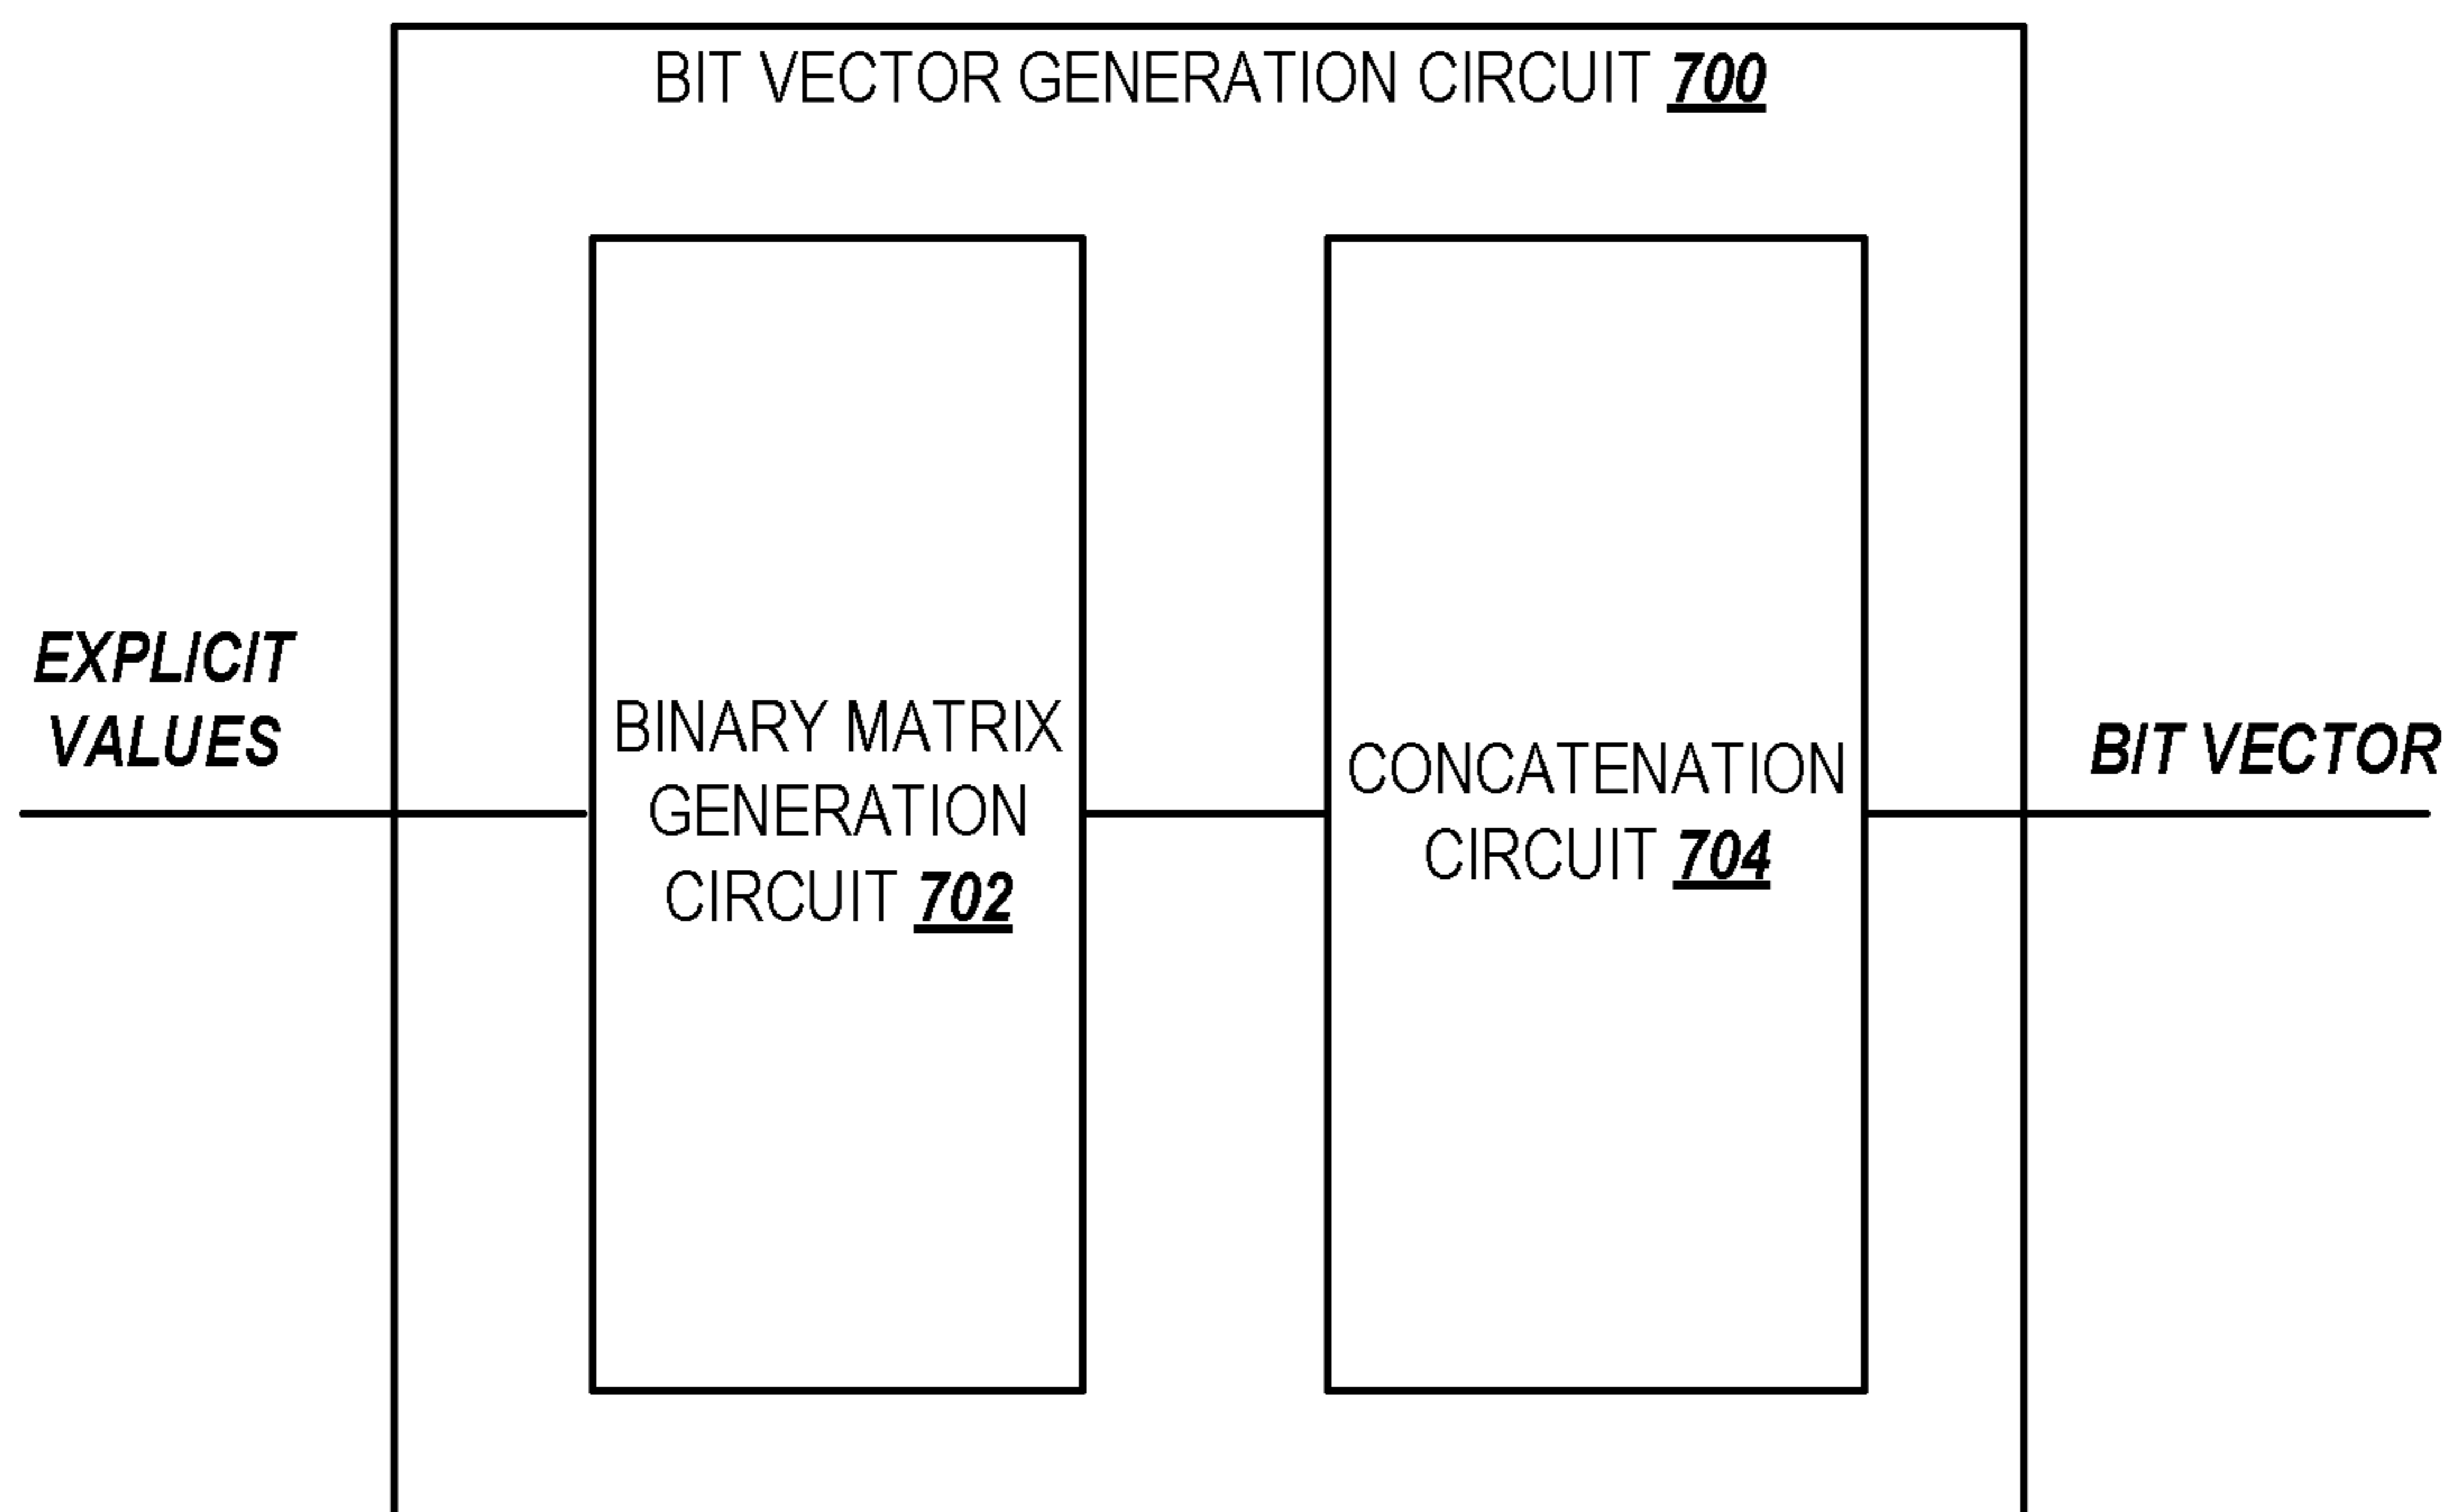 BIT VECTOR GENERATION CIRCUIT 700
EXPLICIT
VALUES
BINARY MATRIX
GENERATION
CIRCUIT 702
CONCATENATION
CIRCUIT 704
BIT VECTOR